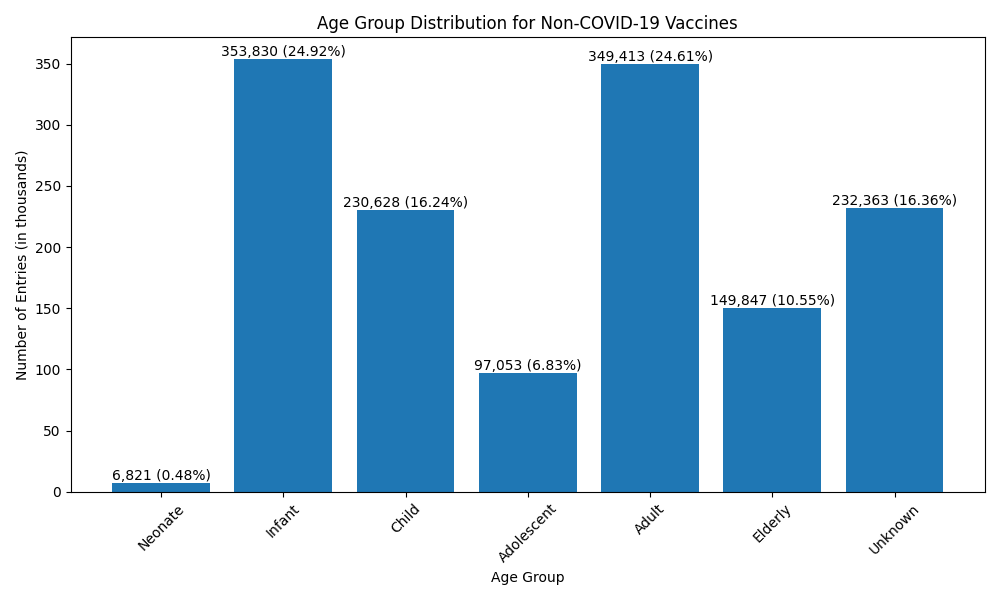 Age Group Distribution for Non-COVID-19 Vaccines
353,830 (24.92%)
349,413 (24.61%)
230,628 (16.24%)
232,363 (16.36%)
149,847 (10.55%)
97,053 (6.83%)
6,821 (0.48%)
Number of Entries (in thousands)
350
300
250
200
150
100
50
0
Neonate
Infant
Child
Adolescent
Adult
Elderly
Unknown
Age Group